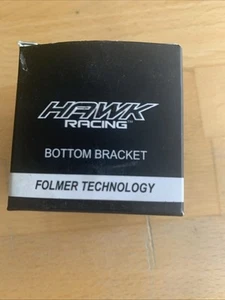 HAWK
RACING
BOTTOM BRACKET
FOLMER TECHNOLOGY